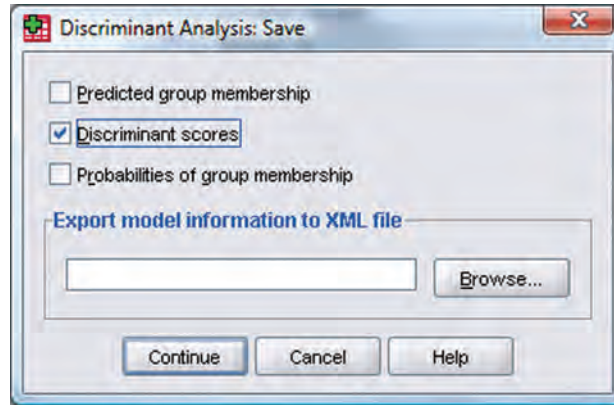 Discriminant Analysis: Save
Predicted group membership
Discriminant scores
Probabilities of group membership
Export model information to XML file
Browse...
Continue Cancel Help